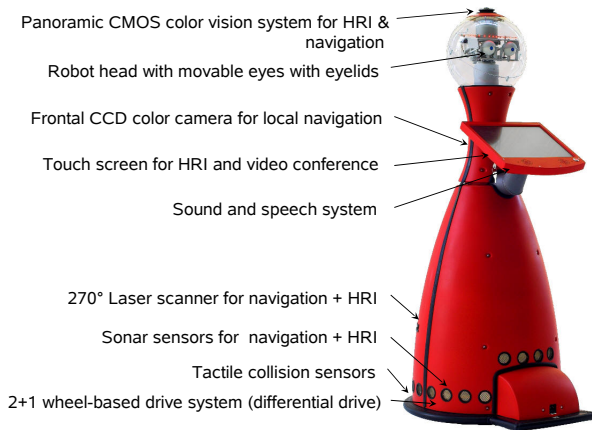 Panoramic CMOS color vision system for HRI &
navigation
Robot head with movable eyes with eyelids
Frontal CCD color camera for local navigation
Touch screen for HRI and video conference
Sound and speech system
270° Laser scanner for navigation + HRI
Sonar sensors for navigation + HRI
Tactile collision sensors
2+1 wheel-based drive system (differential drive)